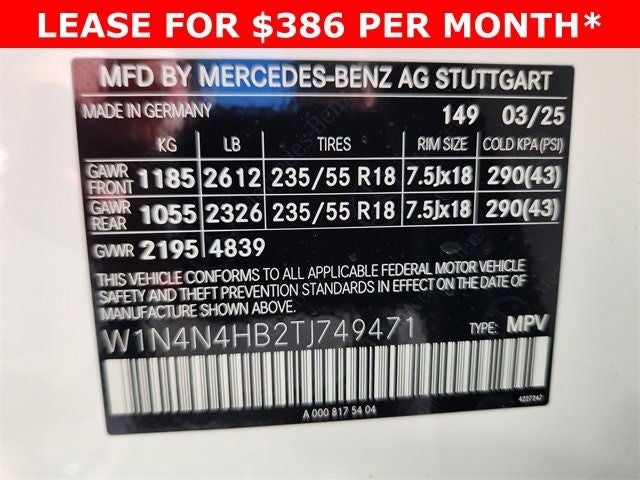 LEASE FOR $386 PER MONTH*
MFD BY MERCEDES-BENZ AG STUTTGART
MADE IN GERMANY 149 03/25
KG LB TIRES RIM SIZE COLD KPA(PSI)
GAWR FRONT 1185 2612 235/55 R18 7.5Jx18 290(43)
GAWR REAR 1055 2326 235/55 R18 7.5Jx18 290(43)
GVWR 2195 4839
THIS VEHICLE CONFORMS TO ALL APPLICABLE FEDERAL MOTOR VEHICLE
SAFETY AND THEFT PREVENTION STANDARDS IN EFFECT ON THE DATE
OF MANUFACTURE SHOWN ABOVE.
W1N4N4HB2TJ749471 TYPE: MPV
A 000 817 54 04
4227247